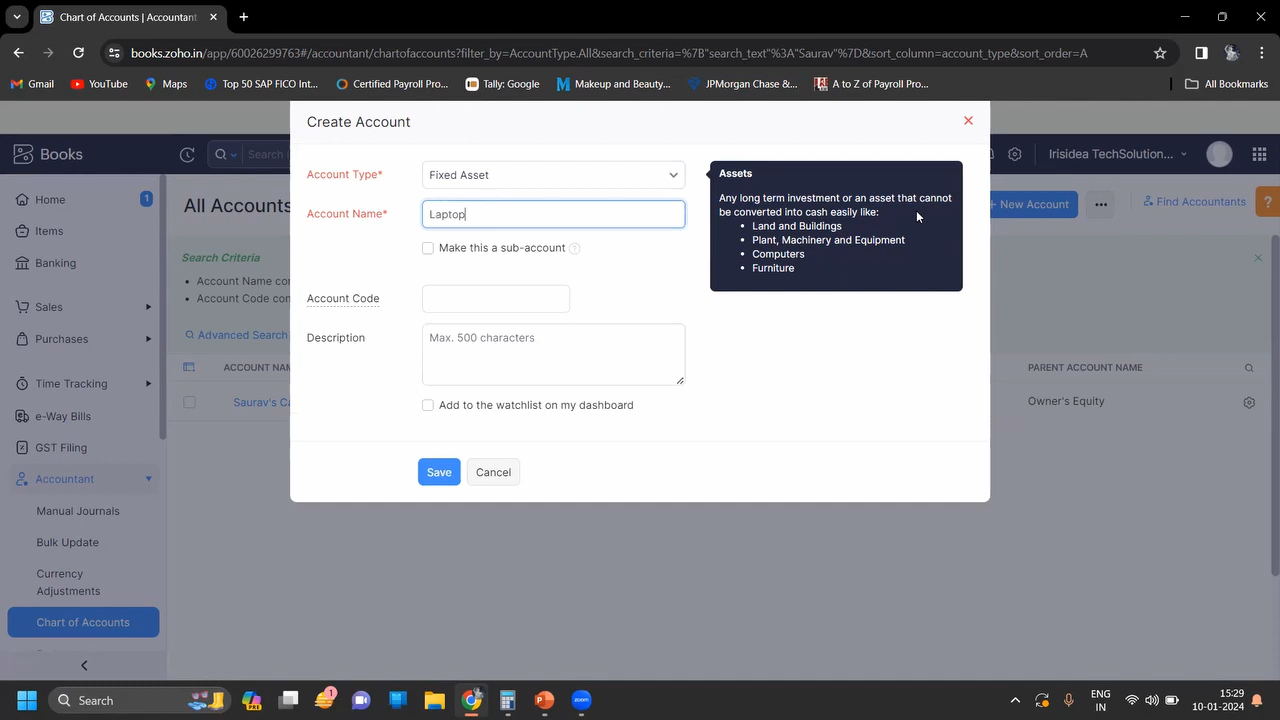 Chart of Accounts | Accountant
books.zoho.in/app/60026299763#/accountant/chartofaccounts?filter_by=AccountType.All&search_criteria=%7B"search_text"%3A"Saurav"%7D&sort_column=account_type&sort_order=A
Gmail
YouTube
Maps
Top 50 SAP FICO Int...
Certified Payroll Pro...
Tally: Google
Makeup and Beauty...
JPMorgan Chase &...
A to Z of Payroll Pro...
All Bookmarks
Books
Search
Irisidea TechSolution...
Home
1
Items
Banking
Sales
Purchases
Time Tracking
e-Way Bills
GST Filing
Accountant
Manual Journals
Bulk Update
Currency
Adjustments
Chart of Accounts
All Accounts
New Account
Find Accountants
?
Search Criteria
Account Name con
Account Code con
Advanced Search
ACCOUNT NAM
PARENT ACCOUNT NAME
Saurav's Ca
Owner's Equity
Create Account
Account Type*
Fixed Asset
Account Name*
Laptop
Make this a sub-account ?
Account Code
Description
Max. 500 characters
Add to the watchlist on my dashboard
Save
Cancel
Assets
Any long term investment or an asset that cannot
be converted into cash easily like:
• Land and Buildings
• Plant, Machinery and Equipment
• Computers
• Furniture
Search
PRE
1
zoom
ENG
IN
15:29
10-01-2024